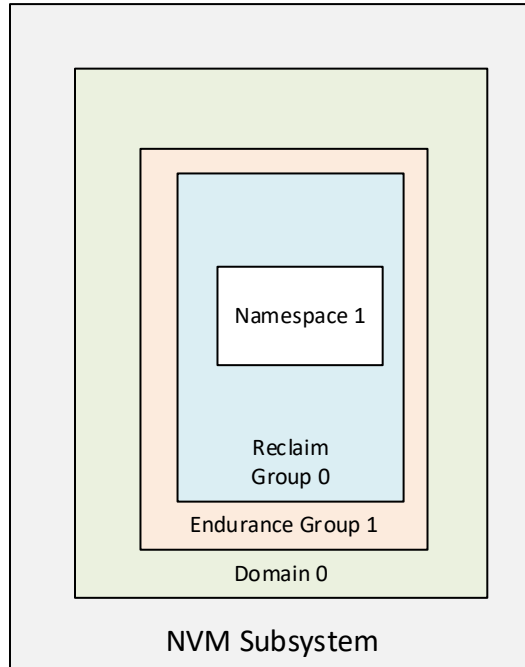 Namespace 1
Reclaim
Group 0
Endurance Group 1
Domain 0
NVM Subsystem